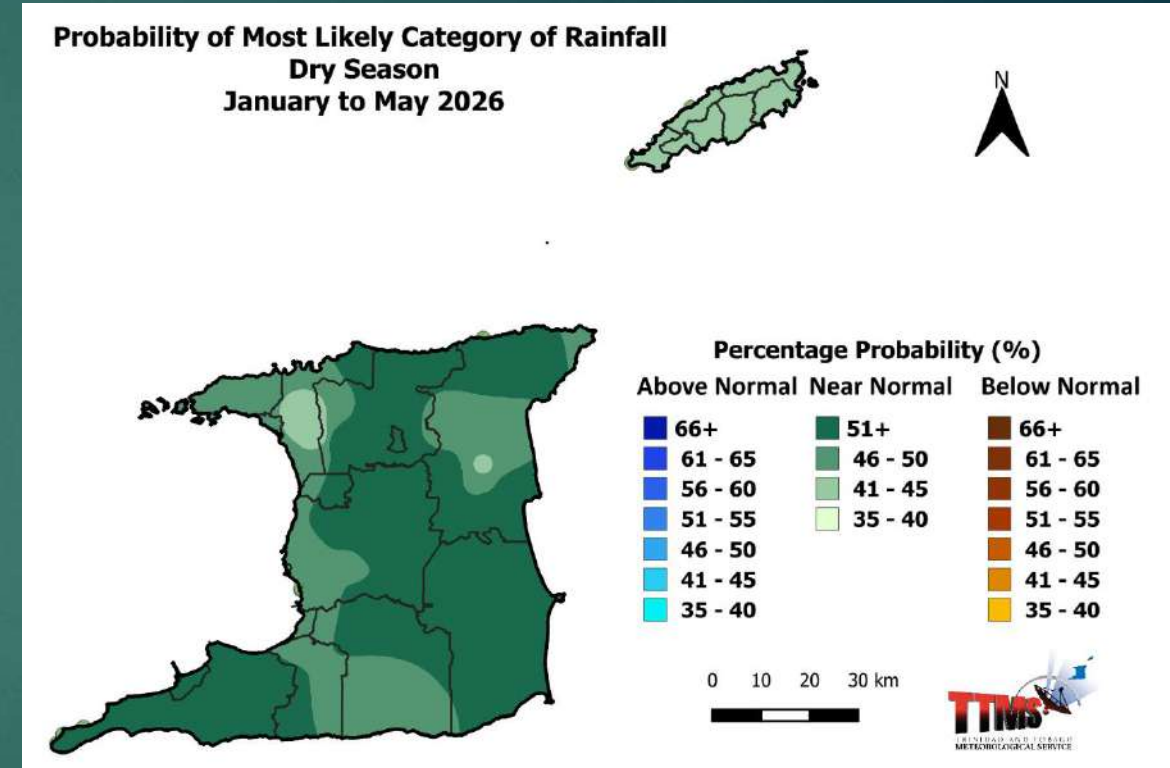 Probability of Most Likely Category of Rainfall
Dry Season
January to May 2026
N
Percentage Probability (%)
Above Normal Near Normal Below Normal
66+ 51+ 66+
61 - 65 46 - 50 61 - 65
56 - 60 41 - 45 56 - 60
51 - 55 35 - 40 51 - 55
46 - 50 46 - 50
41 - 45 41 - 45
35 - 40 35 - 40
0 10 20 30 km
TTMS
TRINIDAD AND TOBAGO
METEOROLOGICAL SERVICE